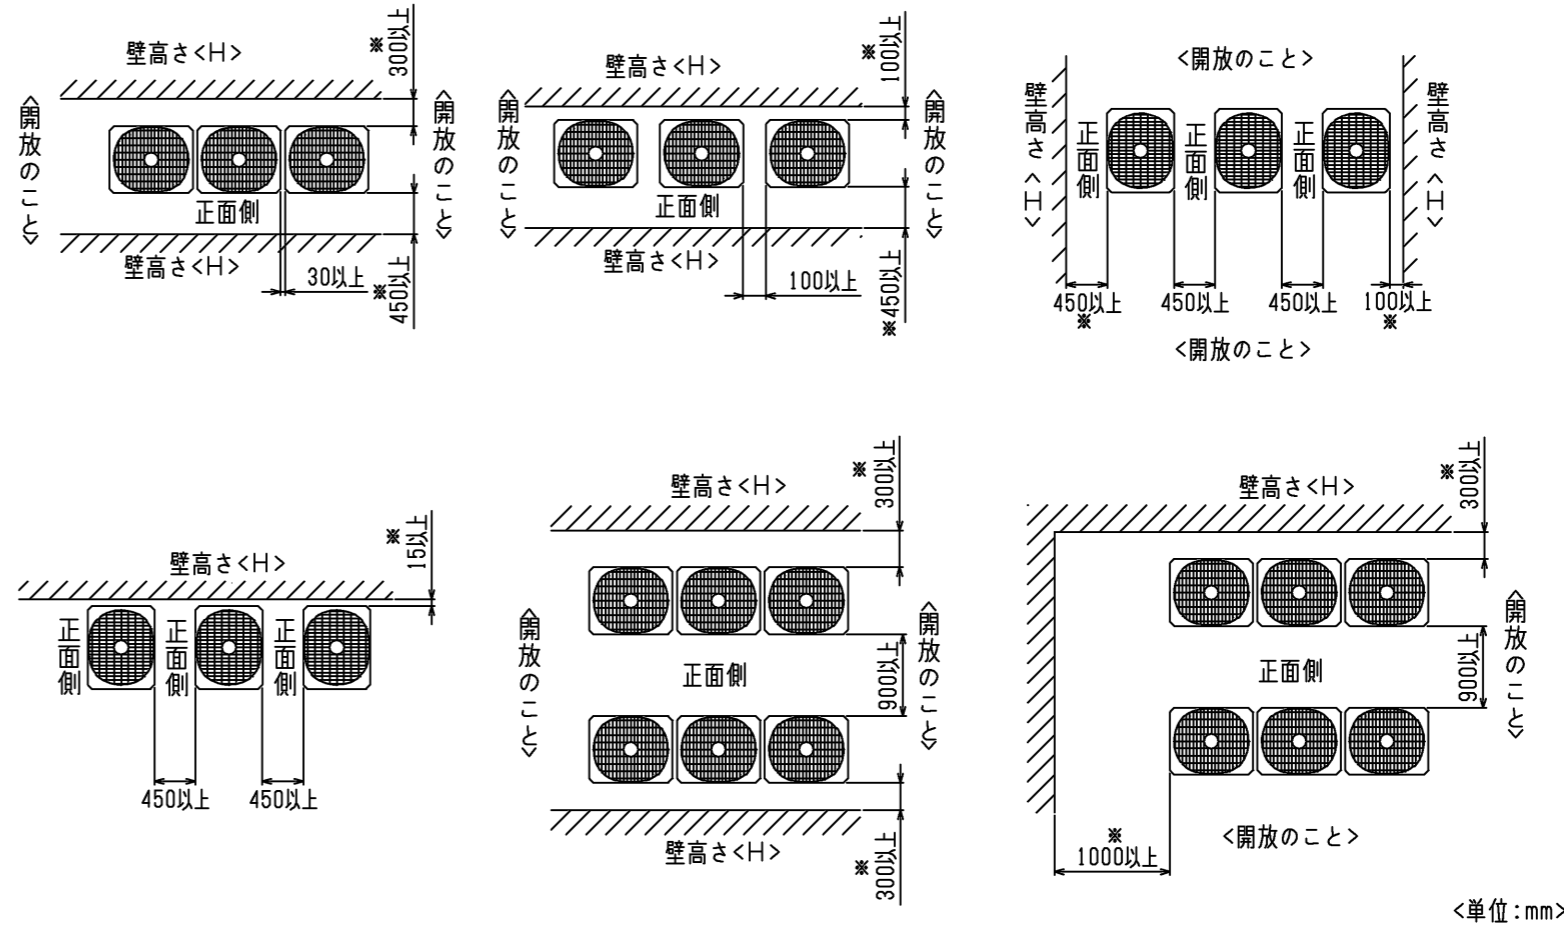 壁高さ<H>
※
300以上
<開放のこと>
<開放のこと>
正面側
壁高さ<H>
30以上
※
450以上
壁高さ<H>
※
100以上
<開放のこと>
<開放のこと>
正面側
壁高さ<H>
100以上
※450以上
<開放のこと>
壁高さ<H>
正面側
正面側
正面側
壁高さ<H>
450以上
※
450以上
450以上
100以上
※
<開放のこと>
壁高さ<H>
※
15以上
正面側
正面側
正面側
450以上
450以上
壁高さ<H>
※
300以上
<開放のこと>
正面側
900以上
<開放のこと>
壁高さ<H>
※
300以上
壁高さ<H>
※
300以上
正面側
900以上
<開放のこと>
※
1000以上
<開放のこと>
<単位:mm>